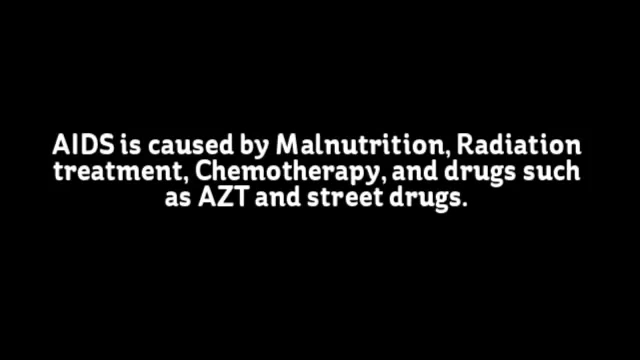 AIDS is caused by Malnutrition, Radiation
treatment, Chemotherapy, and drugs such
as AZT and street drugs.